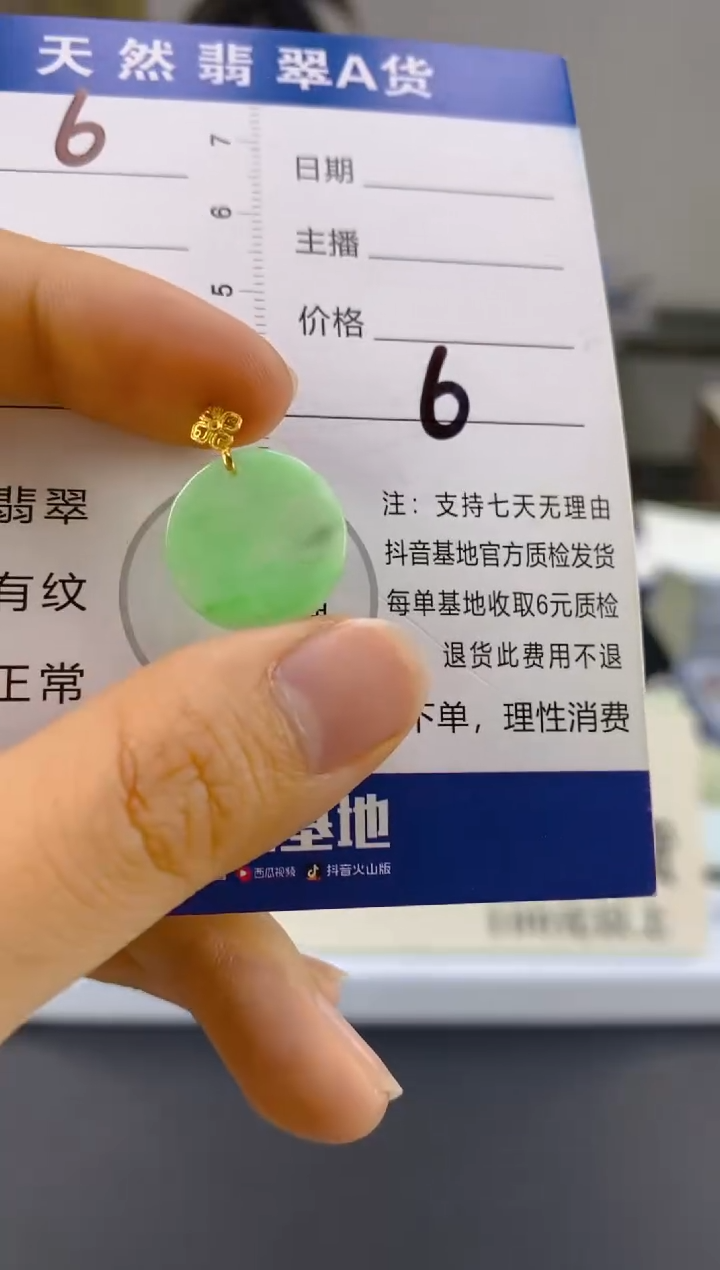 天然翡翠A货
6
7
6
5
日期
主播
价格
6
翡翠
有纹
正常
注：支持七天无理由
抖音基地官方质检发货
每单基地收取6元质检
退货此费用不退
下单，理性消费
基地
西瓜视频 抖音火山版